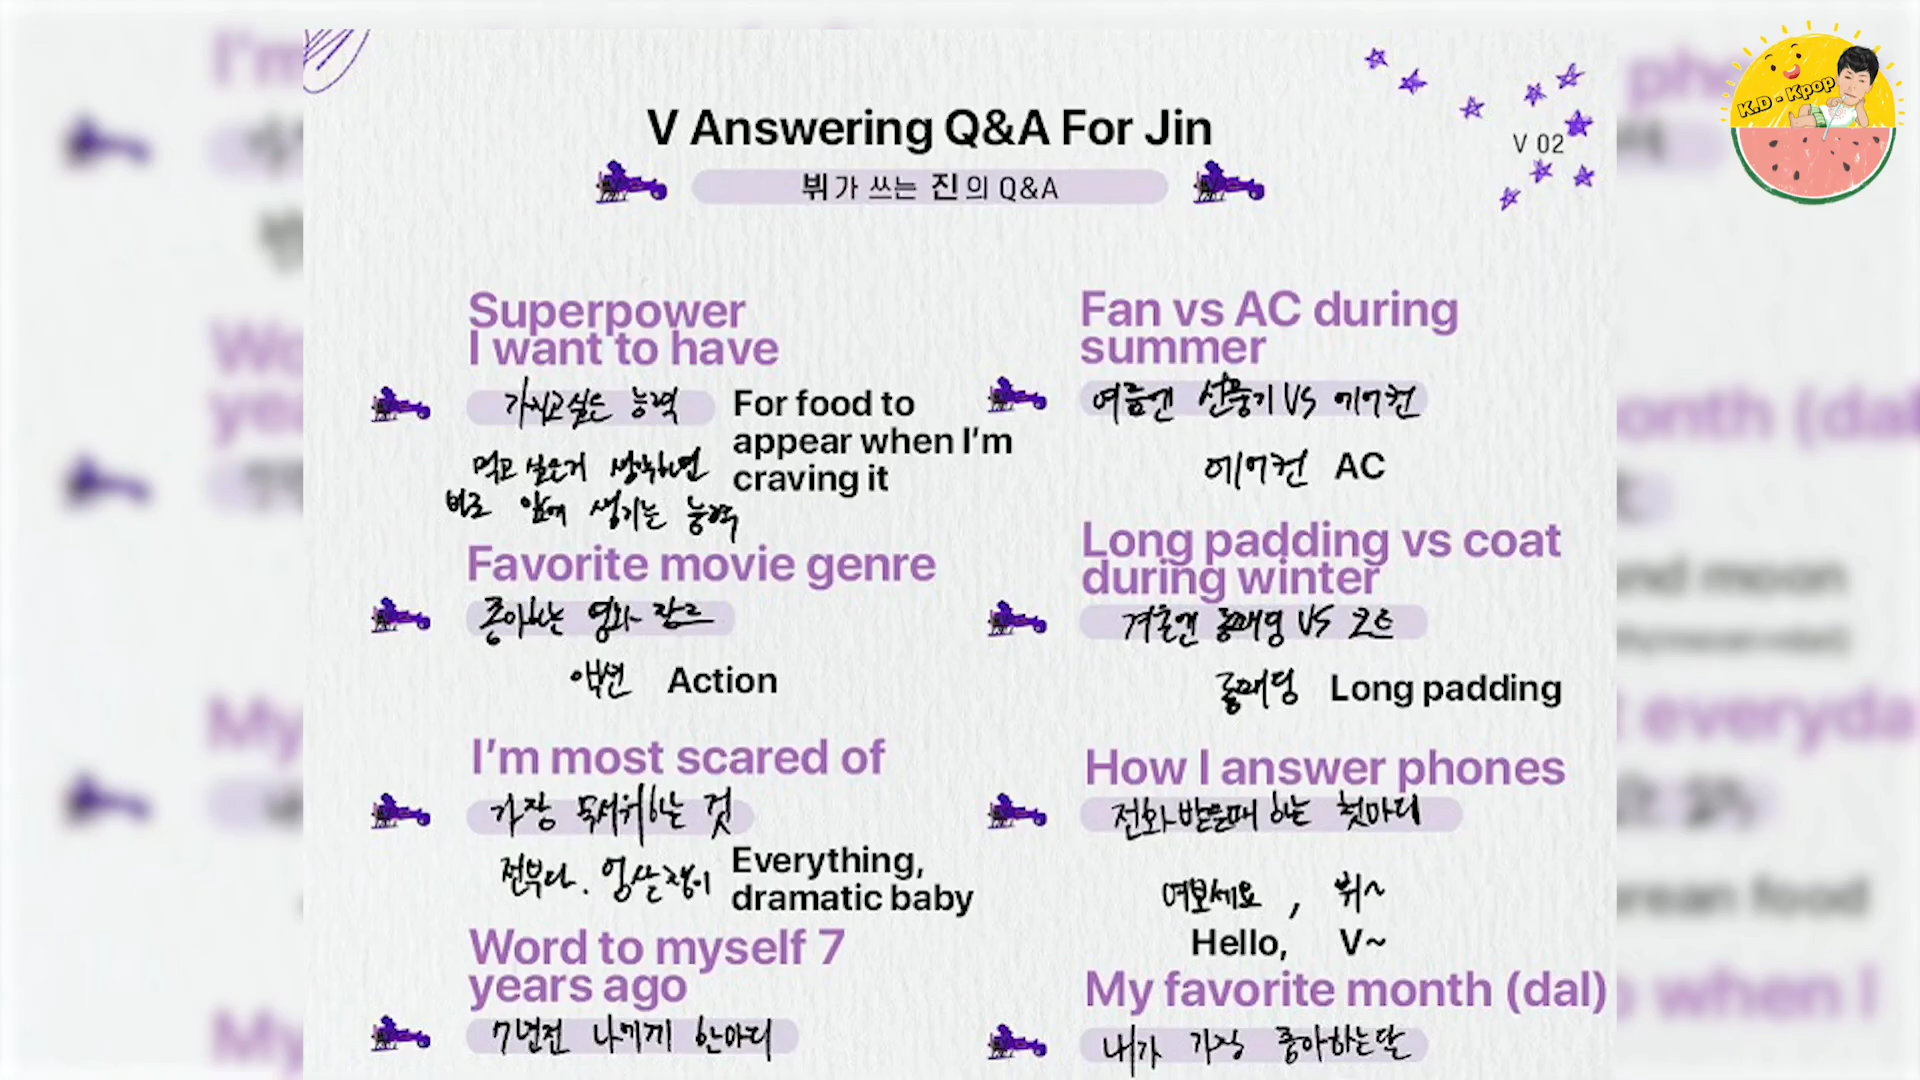 K.D - Kpop
V Answering Q&A For Jin
V 02
뷔가 쓰는 진의 Q&A
Superpower
I want to have
가지고싶은 능력
For food to
appear when I'm
craving it
먹고 싶은거 생각하면
바로 앞에 생기는 능력
Favorite movie genre
좋아하는 영화 장르
액션 Action
I'm most scared of
가장 무서워하는 것
전부다. 엄살쟁이
Everything,
dramatic baby
Word to myself 7
years ago
7년전 나에게 한마디
Fan vs AC during
summer
여름엔 선풍기 VS 에어컨
에어컨 AC
Long padding vs coat
during winter
겨울엔 롱패딩 VS 코트
롱패딩 Long padding
How I answer phones
전화 받을때 하는 첫마디
여보세요, 뷔~
Hello, V~
My favorite month (dal)
내가 가장 좋아하는달